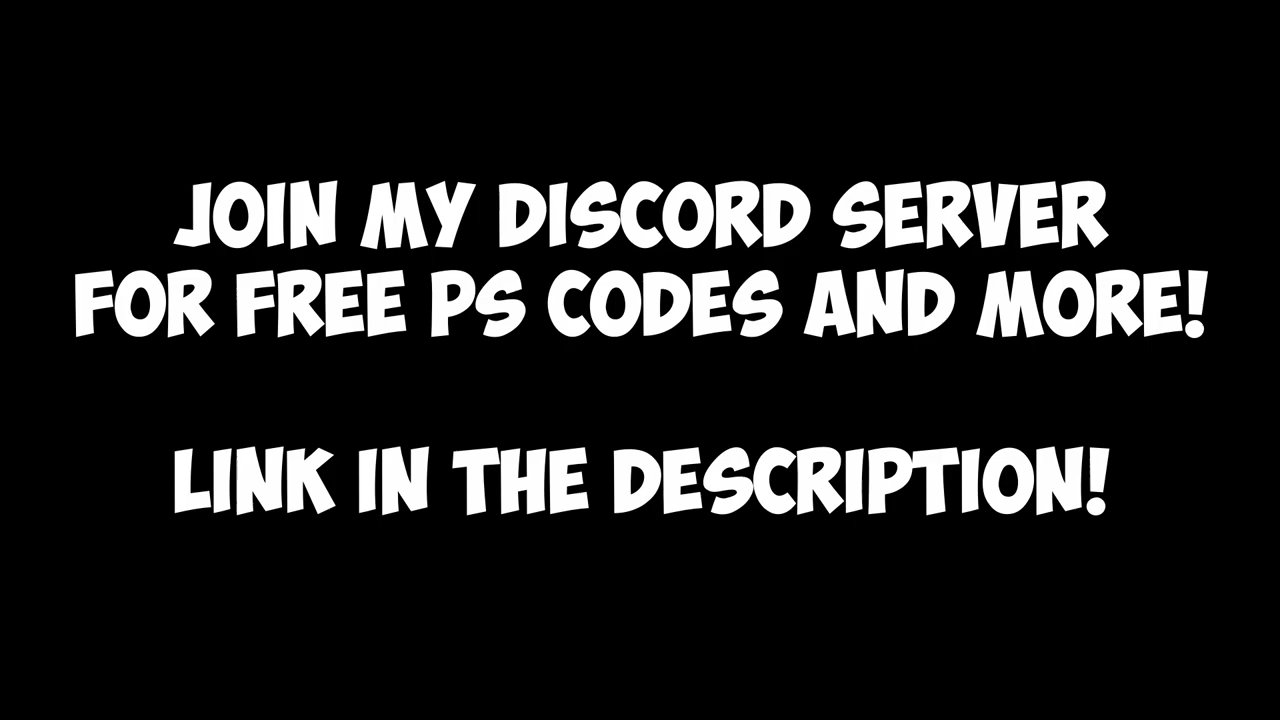 JOIN MY DISCORD SERVER
FOR FREE PS CODES AND MORE!
LINK IN THE DESCRIPTION!